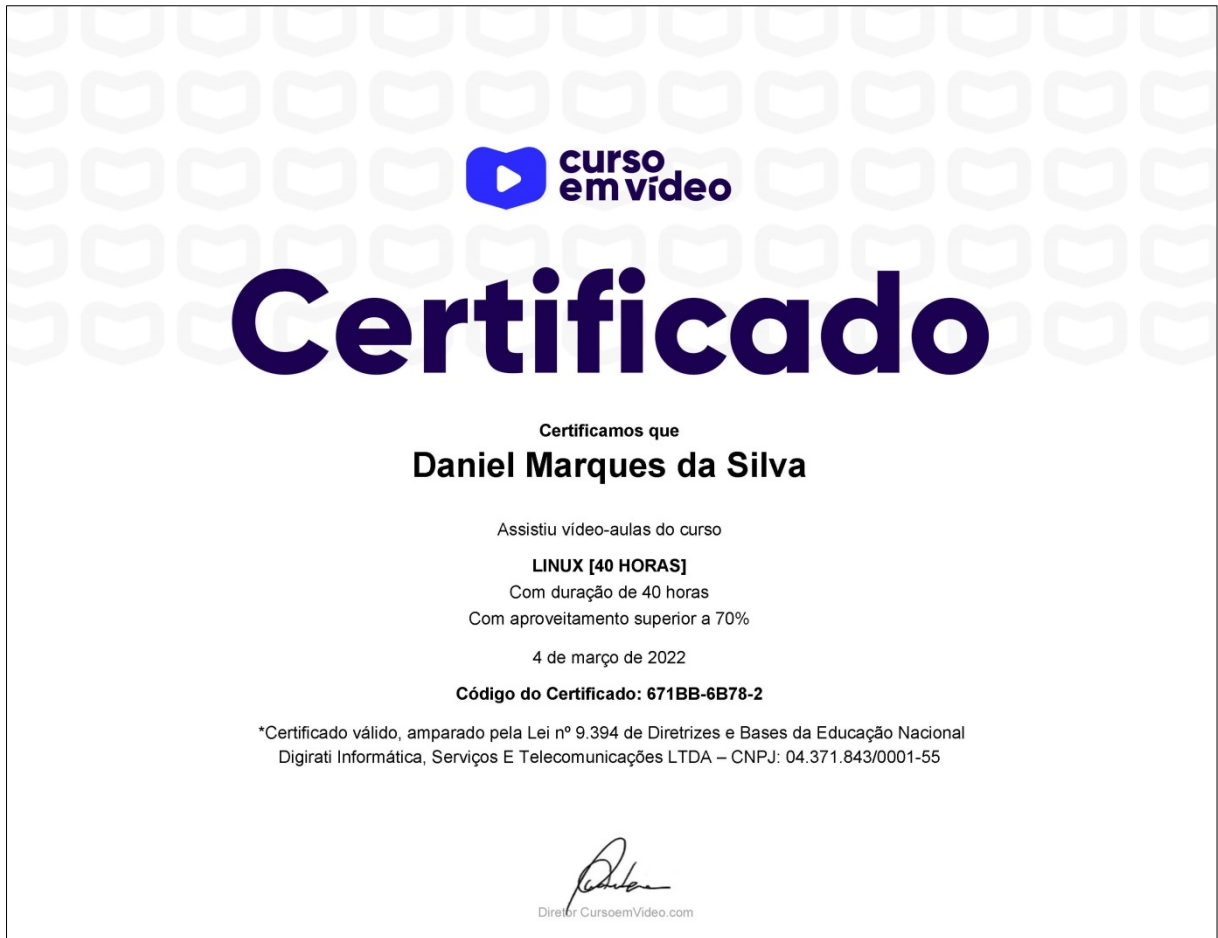 curso
em vídeo
Certificado
Certificamos que
Daniel Marques da Silva
Assistiu vídeo-aulas do curso
LINUX [40 HORAS]
Com duração de 40 horas
Com aproveitamento superior a 70%
4 de março de 2022
Código do Certificado: 671BB-6B78-2
*Certificado válido, amparado pela Lei nº 9.394 de Diretrizes e Bases da Educação Nacional
Digirati Informática, Serviços E Telecomunicações LTDA – CNPJ: 04.371.843/0001-55
Diretor CursoemVideo.com